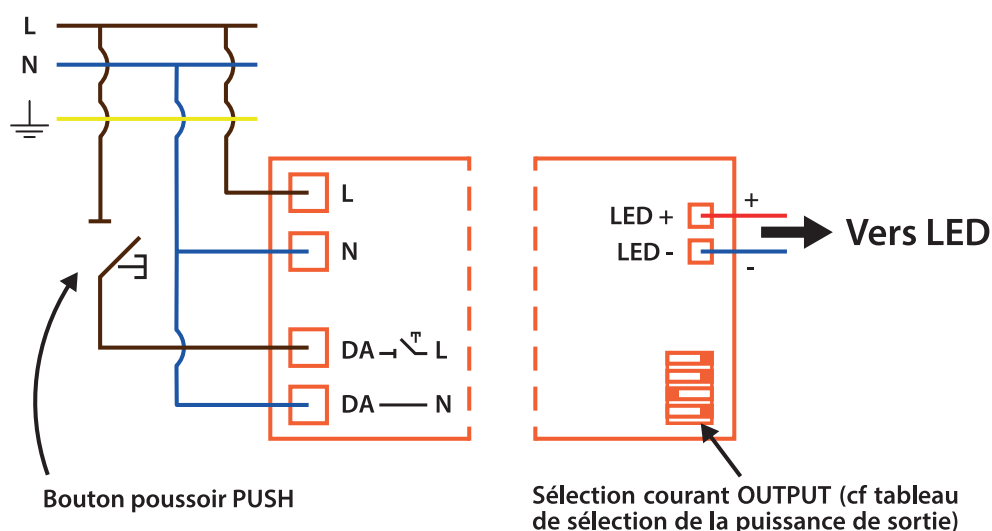 L
N
L
N
DA L
DA N
Bouton poussoir PUSH
LED +
LED -
+
-
Vers LED
Sélection courant OUTPUT (cf tableau
de sélection de la puissance de sortie)